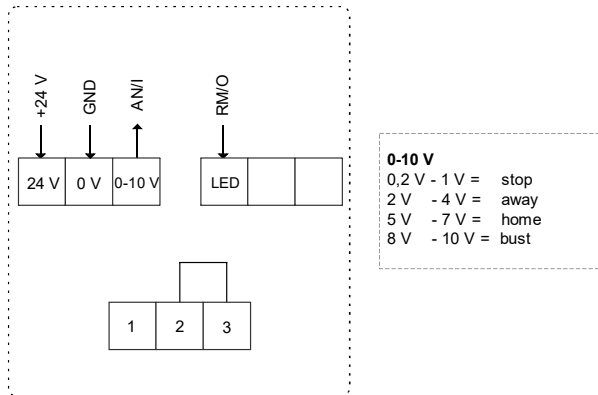 +24 V
GND
AN/I
RM/O
24 V
0 V
0-10 V
LED
1
2
3
0-10 V
0,2 V - 1 V = stop
2 V - 4 V = away
5 V - 7 V = home
8 V - 10 V = bust